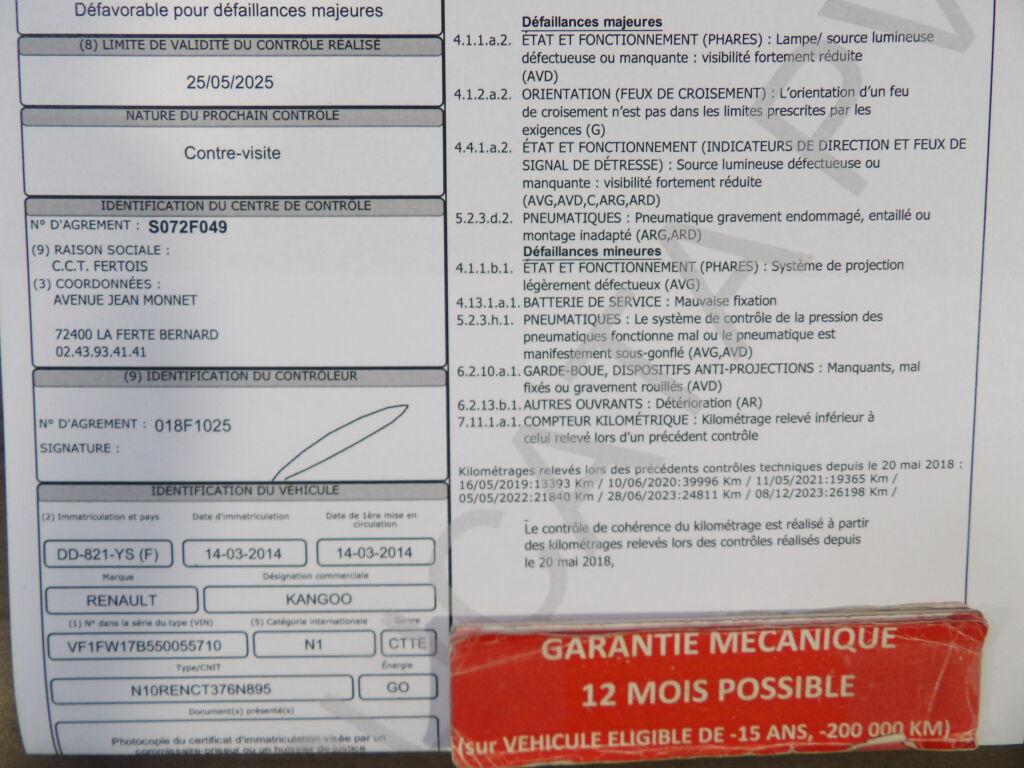 Défavorable pour défaillances majeures
(8) LIMITE DE VALIDITÉ DU CONTRÔLE RÉALISÉ
25/05/2025
NATURE DU PROCHAIN CONTRÔLE
Contre-visite
IDENTIFICATION DU CENTRE DE CONTRÔLE
N° D'AGREMENT : S072F049
(9) RAISON SOCIALE :
C.C.T. FERTOIS
(3) COORDONNÉES :
AVENUE JEAN MONNET
72400 LA FERTE BERNARD
02.43.93.41.41
(9) IDENTIFICATION DU CONTRÔLEUR
N° D'AGREMENT : 018F1025
SIGNATURE :
IDENTIFICATION DU VÉHICULE
(2) Immatriculation et pays Date d'immatriculation Date de 1ère mise en circulation
DD-821-YS (F) 14-03-2014 14-03-2014
Marque Désignation commerciale
RENAULT KANGOO
(1) N° dans la série du type (VIN) (5) Catégorie internationale Genre
VF1FW17B550055710 N1 CTTE
Type/CNIT Énergie
N10RENCT376N895 GO
Document(s) présenté(s)
Photocopie du certificat d'immatriculation visée par un
commissaire-priseur ou un huissier de justice
Défaillances majeures
4.1.1.a.2. ÉTAT ET FONCTIONNEMENT (PHARES) : Lampe/ source lumineuse
défectueuse ou manquante : visibilité fortement réduite
(AVD)
4.1.2.a.2. ORIENTATION (FEUX DE CROISEMENT) : L'orientation d'un feu
de croisement n'est pas dans les limites prescrites par les
exigences (G)
4.4.1.a.2. ÉTAT ET FONCTIONNEMENT (INDICATEURS DE DIRECTION ET FEUX DE
SIGNAL DE DÉTRESSE) : Source lumineuse défectueuse ou
manquante : visibilité fortement réduite
(AVG,AVD,C,ARG,ARD)
5.2.3.d.2. PNEUMATIQUES : Pneumatique gravement endommagé, entaillé ou
montage inadapté (ARG,ARD)
Défaillances mineures
4.1.1.b.1. ÉTAT ET FONCTIONNEMENT (PHARES) : Système de projection
légèrement défectueux (AVG)
4.13.1.a.1. BATTERIE DE SERVICE : Mauvaise fixation
5.2.3.h.1. PNEUMATIQUES : Le système de contrôle de la pression des
pneumatiques fonctionne mal ou le pneumatique est
manifestement sous-gonflé (AVG,AVD)
6.2.10.a.1. GARDE-BOUE, DISPOSITIFS ANTI-PROJECTIONS : Manquants, mal
fixés ou gravement rouillés (AVD)
6.2.13.b.1. AUTRES OUVRANTS : Détérioration (AR)
7.11.1.a.1. COMPTEUR KILOMÉTRIQUE : Kilométrage relevé inférieur à
celui relevé lors d'un précédent contrôle
Kilométrages relevés lors des précédents contrôles techniques depuis le 20 mai 2018 :
16/05/2019:13393 Km / 10/06/2020:39996 Km / 11/05/2021:19365 Km /
05/05/2022:21840 Km / 28/06/2023:24811 Km / 08/12/2023:26198 Km /
Le contrôle de cohérence du kilométrage est réalisé à partir
des kilométrages relevés lors des contrôles réalisés depuis
le 20 mai 2018,
GARANTIE MECANIQUE
12 MOIS POSSIBLE
(sur VEHICULE ELIGIBLE DE -15 ANS, -200 000 KM)